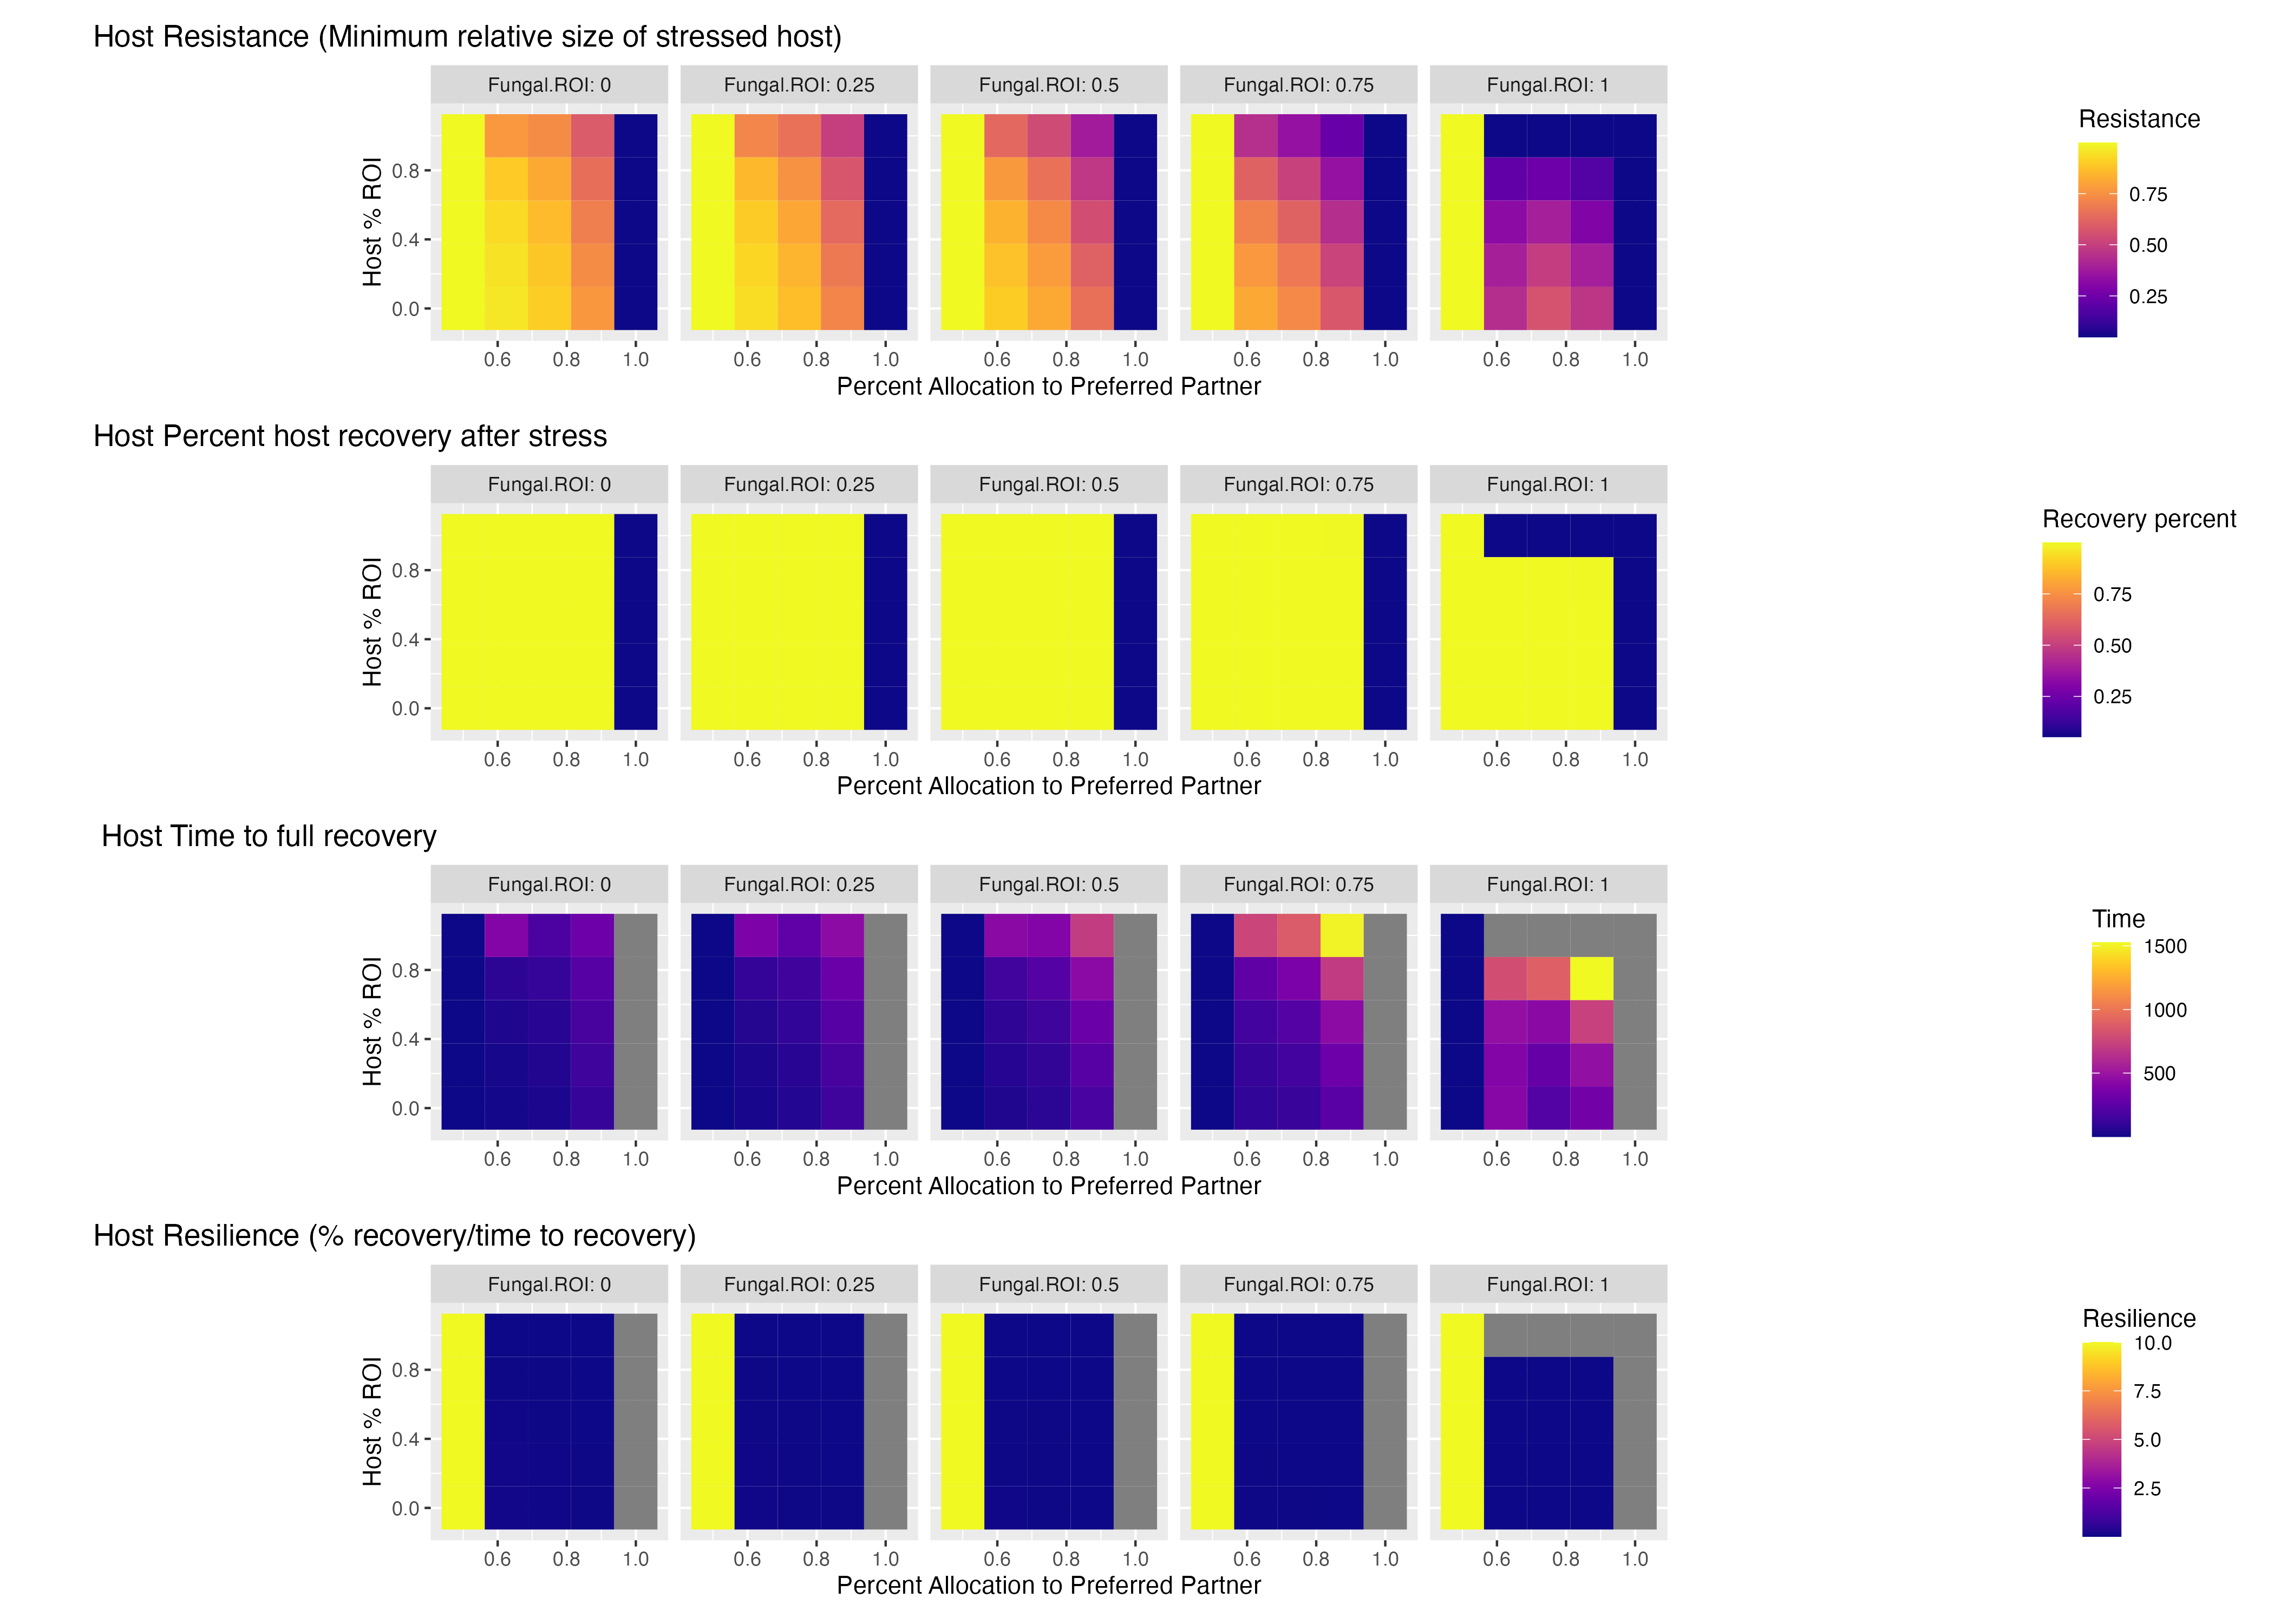 Host Resistance (Minimum relative size of stressed host)
Fungal.ROI: 0 Fungal.ROI: 0.25 Fungal.ROI: 0.5 Fungal.ROI: 0.75 Fungal.ROI: 1
Host % ROI
0.8
0.4
0.0
0.6 0.8 1.0 0.6 0.8 1.0 0.6 0.8 1.0 0.6 0.8 1.0 0.6 0.8 1.0
Percent Allocation to Preferred Partner
Resistance
0.75
0.50
0.25
Host Percent host recovery after stress
Fungal.ROI: 0 Fungal.ROI: 0.25 Fungal.ROI: 0.5 Fungal.ROI: 0.75 Fungal.ROI: 1
Host % ROI
0.8
0.4
0.0
0.6 0.8 1.0 0.6 0.8 1.0 0.6 0.8 1.0 0.6 0.8 1.0 0.6 0.8 1.0
Percent Allocation to Preferred Partner
Recovery percent
0.75
0.50
0.25
Host Time to full recovery
Fungal.ROI: 0 Fungal.ROI: 0.25 Fungal.ROI: 0.5 Fungal.ROI: 0.75 Fungal.ROI: 1
Host % ROI
0.8
0.4
0.0
0.6 0.8 1.0 0.6 0.8 1.0 0.6 0.8 1.0 0.6 0.8 1.0 0.6 0.8 1.0
Percent Allocation to Preferred Partner
Time
1500
1000
500
Host Resilience (% recovery/time to recovery)
Fungal.ROI: 0 Fungal.ROI: 0.25 Fungal.ROI: 0.5 Fungal.ROI: 0.75 Fungal.ROI: 1
Host % ROI
0.8
0.4
0.0
0.6 0.8 1.0 0.6 0.8 1.0 0.6 0.8 1.0 0.6 0.8 1.0 0.6 0.8 1.0
Percent Allocation to Preferred Partner
Resilience
10.0
7.5
5.0
2.5